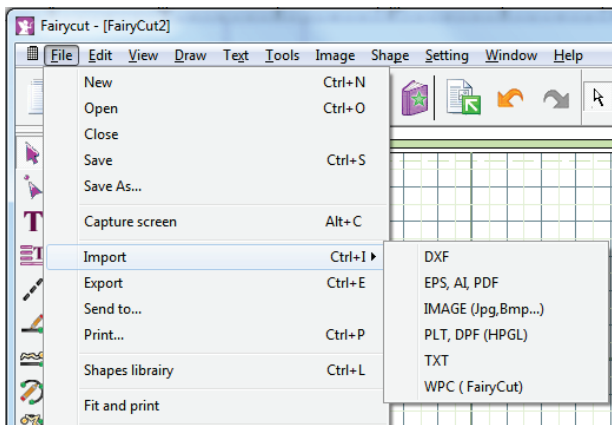 Fairycut - [FairyCut2]
File Edit View Draw Text Tools Image Shape Setting Window Help
New Ctrl+N
Open Ctrl+O
Close
Save Ctrl+S
Save As...
Capture screen Alt+C
Import Ctrl+I
Export Ctrl+E
Send to...
Print... Ctrl+P
Shapes librairy Ctrl+L
Fit and print
DXF
EPS, AI, PDF
IMAGE (Jpg,Bmp...)
PLT, DPF (HPGL)
TXT
WPC ( FairyCut)
T
T